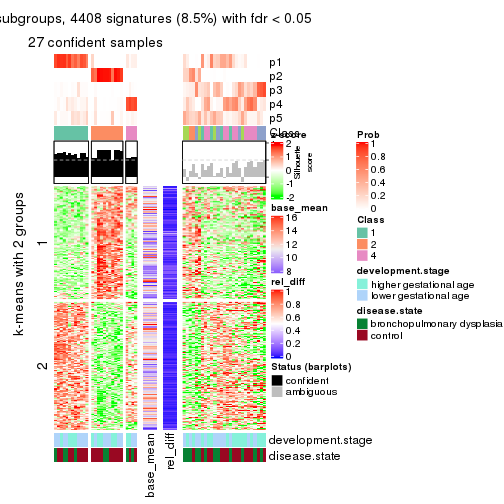 subgroups, 4408 signatures (8.5%) with fdr < 0.05
27 confident samples
p1
p2
p3
p4
p5
Class
Silhouette
score
k-means with 2 groups
1
2
base_mean
rel_diff
development.stage
disease.state
z-score
2
1
0
-1
-2
base_mean
16
14
12
10
8
rel_diff
1
0.8
0.6
0.4
0.2
0
Status (barplots)
confident
ambiguous
Prob
1
0.8
0.6
0.4
0.2
0
Class
1
2
4
development.stage
higher gestational age
lower gestational age
disease.state
bronchopulmonary dysplasia
control